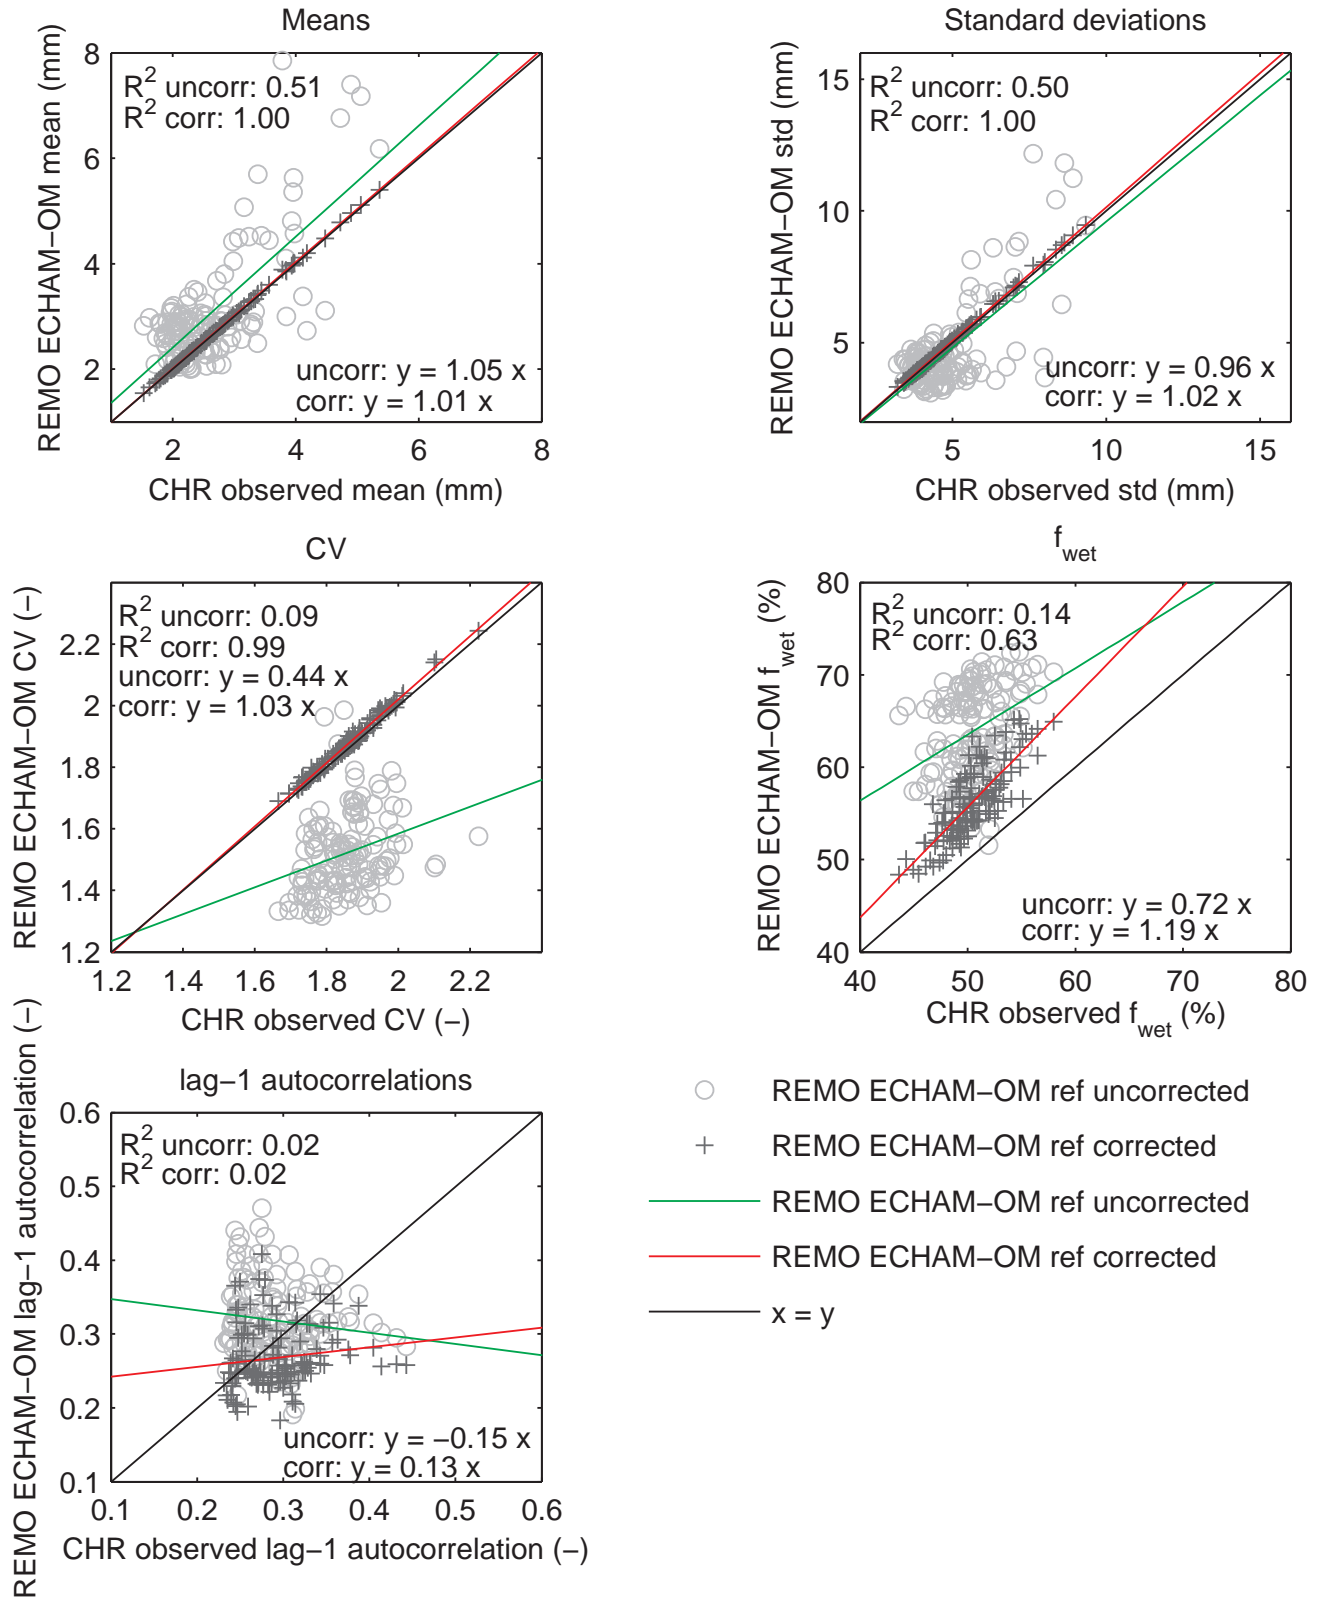 Means
R² uncorr: 0.51
R² corr: 1.00
uncorr: y = 1.05 x
corr: y = 1.01 x
8
6
4
2
2 4 6 8
REMO ECHAM−OM mean (mm)
CHR observed mean (mm)
Standard deviations
R² uncorr: 0.50
R² corr: 1.00
uncorr: y = 0.96 x
corr: y = 1.02 x
15
10
5
5 10 15
REMO ECHAM−OM std (mm)
CHR observed std (mm)
CV
R² uncorr: 0.09
R² corr: 0.99
uncorr: y = 0.44 x
corr: y = 1.03 x
2.2
2
1.8
1.6
1.4
1.2
1.2 1.4 1.6 1.8 2 2.2
REMO ECHAM−OM CV (−)
CHR observed CV (−)
f_wet
R² uncorr: 0.14
R² corr: 0.63
uncorr: y = 0.72 x
corr: y = 1.19 x
80
70
60
50
40
40 50 60 70 80
REMO ECHAM−OM f_wet (%)
CHR observed f_wet (%)
lag−1 autocorrelations
R² uncorr: 0.02
R² corr: 0.02
uncorr: y = −0.15 x
corr: y = 0.13 x
0.6
0.5
0.4
0.3
0.2
0.1
0.1 0.2 0.3 0.4 0.5 0.6
REMO ECHAM−OM lag−1 autocorrelation (−)
CHR observed lag−1 autocorrelation (−)
REMO ECHAM−OM ref uncorrected
REMO ECHAM−OM ref corrected
REMO ECHAM−OM ref uncorrected
REMO ECHAM−OM ref corrected
x = y